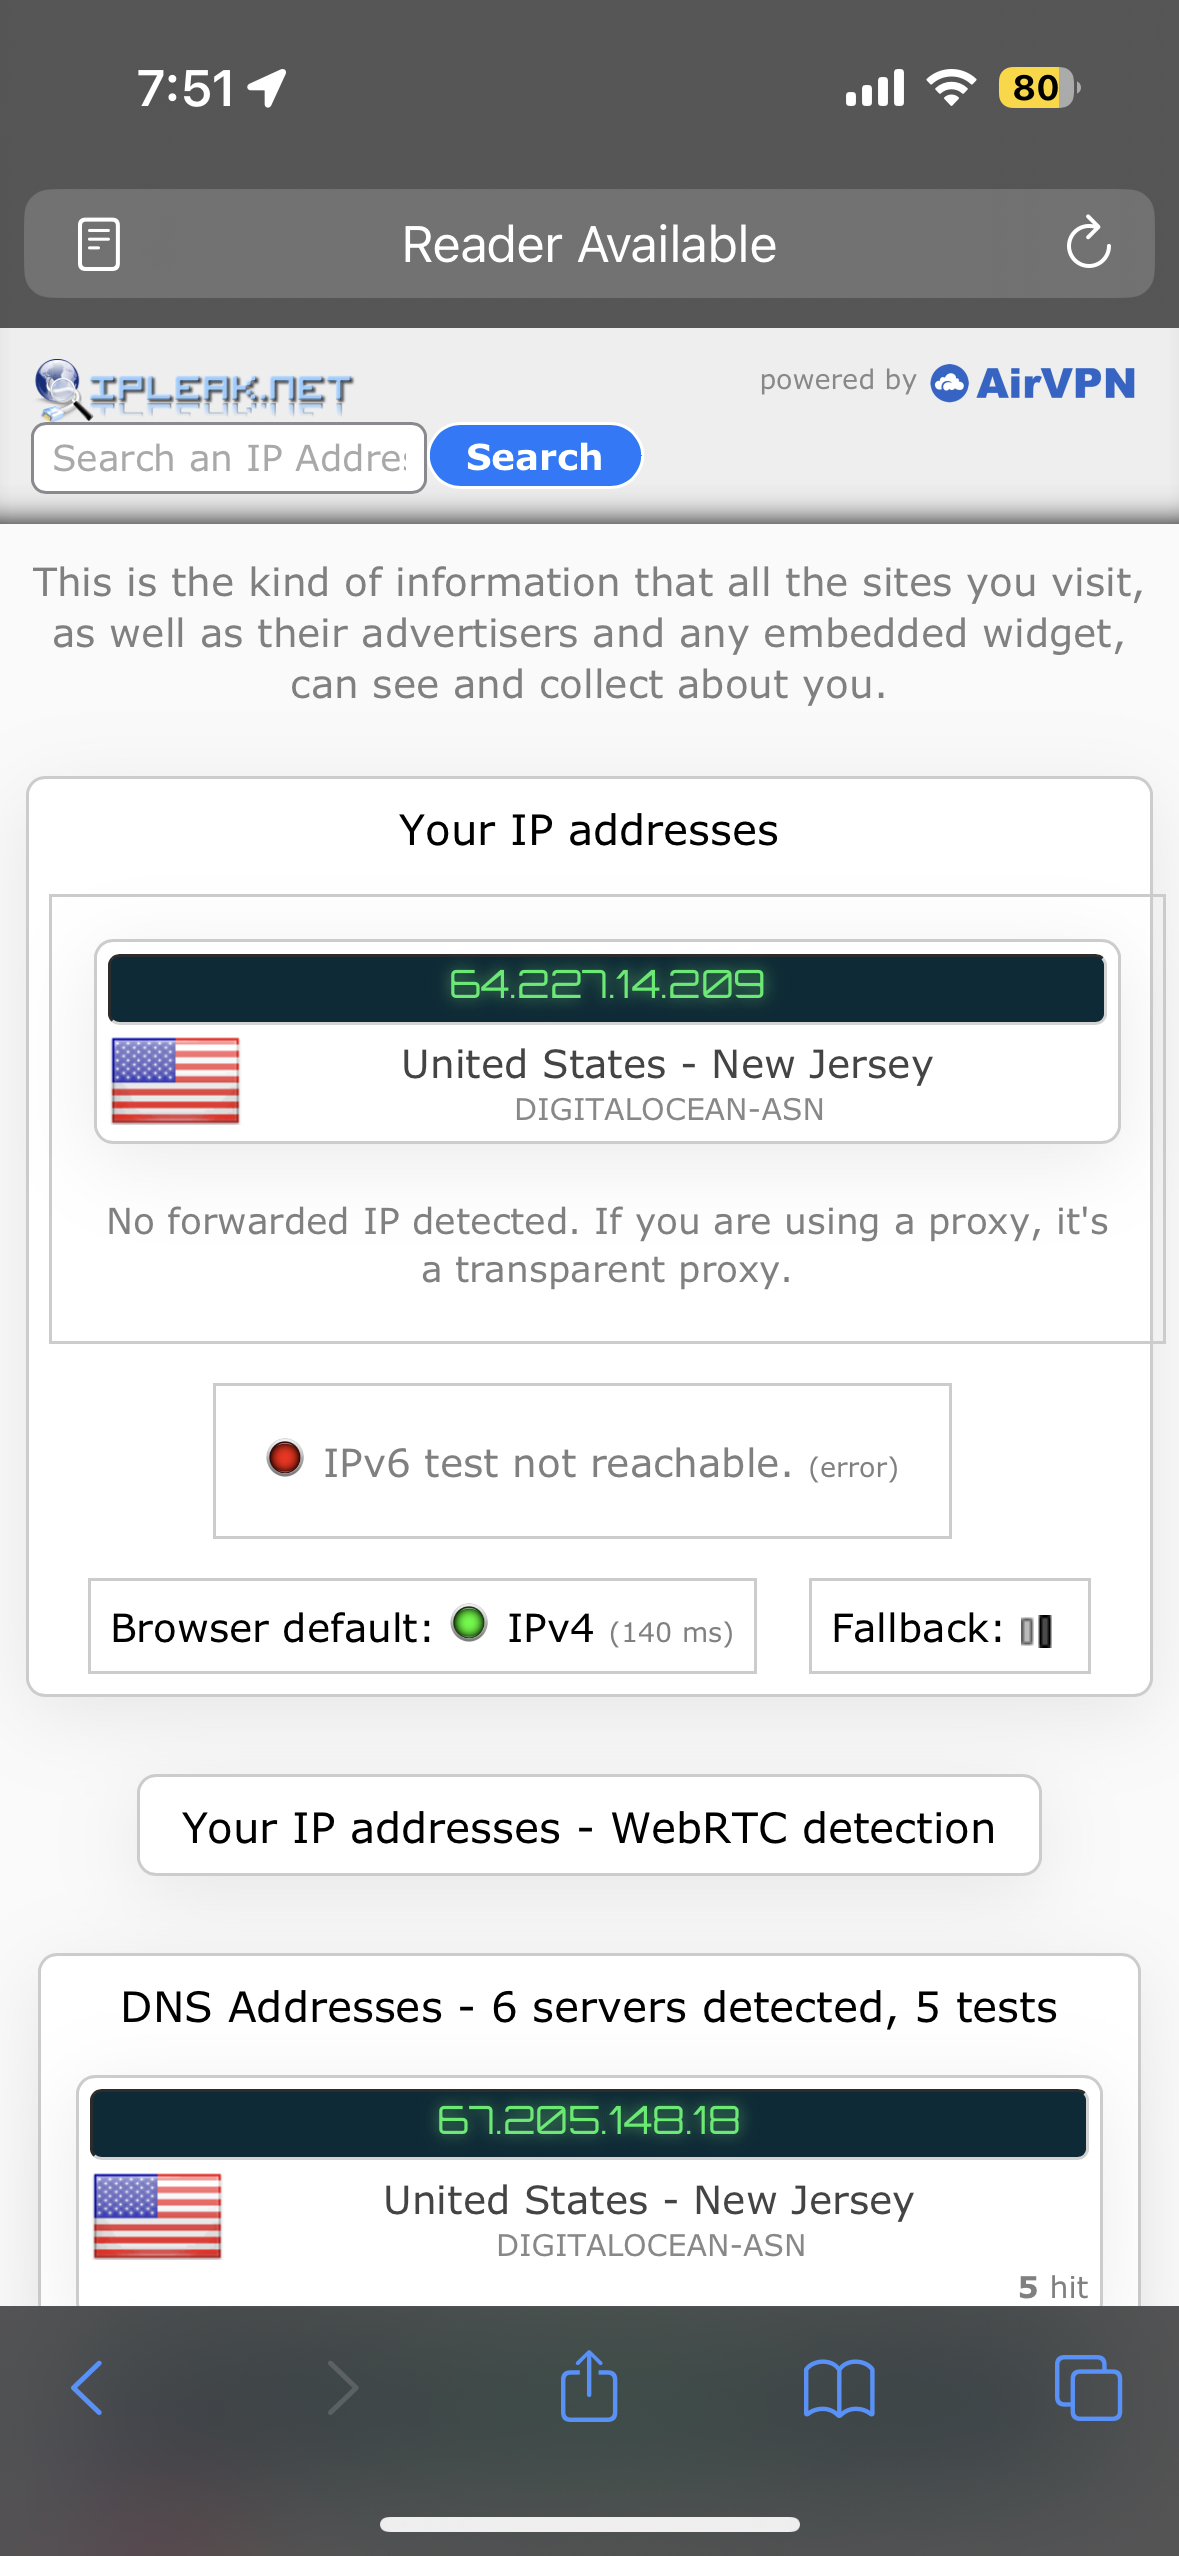 7:51
80
Reader Available
IPLEAK.NET
powered by AirVPN
Search an IP Addres
Search
This is the kind of information that all the sites you visit,
as well as their advertisers and any embedded widget,
can see and collect about you.
Your IP addresses
64.227.14.209
United States - New Jersey
DIGITALOCEAN-ASN
No forwarded IP detected. If you are using a proxy, it's
a transparent proxy.
IPv6 test not reachable. (error)
Browser default: IPv4 (140 ms)
Fallback:
Your IP addresses - WebRTC detection
DNS Addresses - 6 servers detected, 5 tests
67.205.148.18
United States - New Jersey
DIGITALOCEAN-ASN
5 hit